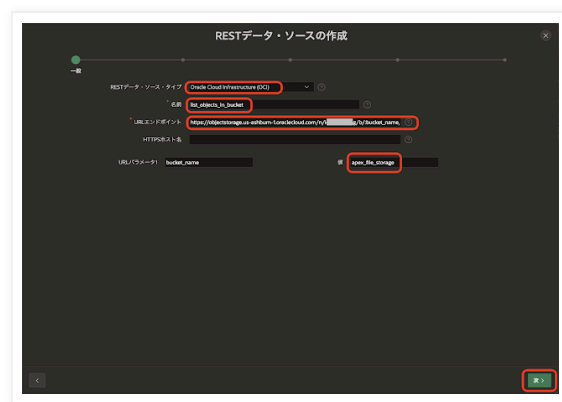 RESTデータ・ソースの作成
一般
RESTデータ・ソース・タイプ Oracle Cloud Infrastructure (OCI)
* 名前 list_objects_in_bucket
* URLエンドポイント https://objectstorage.us-ashburn-1.oraclecloud.com/n/ /b/:bucket_name,
HTTPSホスト名
URLパラメータ1 bucket_name 値 apex_file_storage
次 >